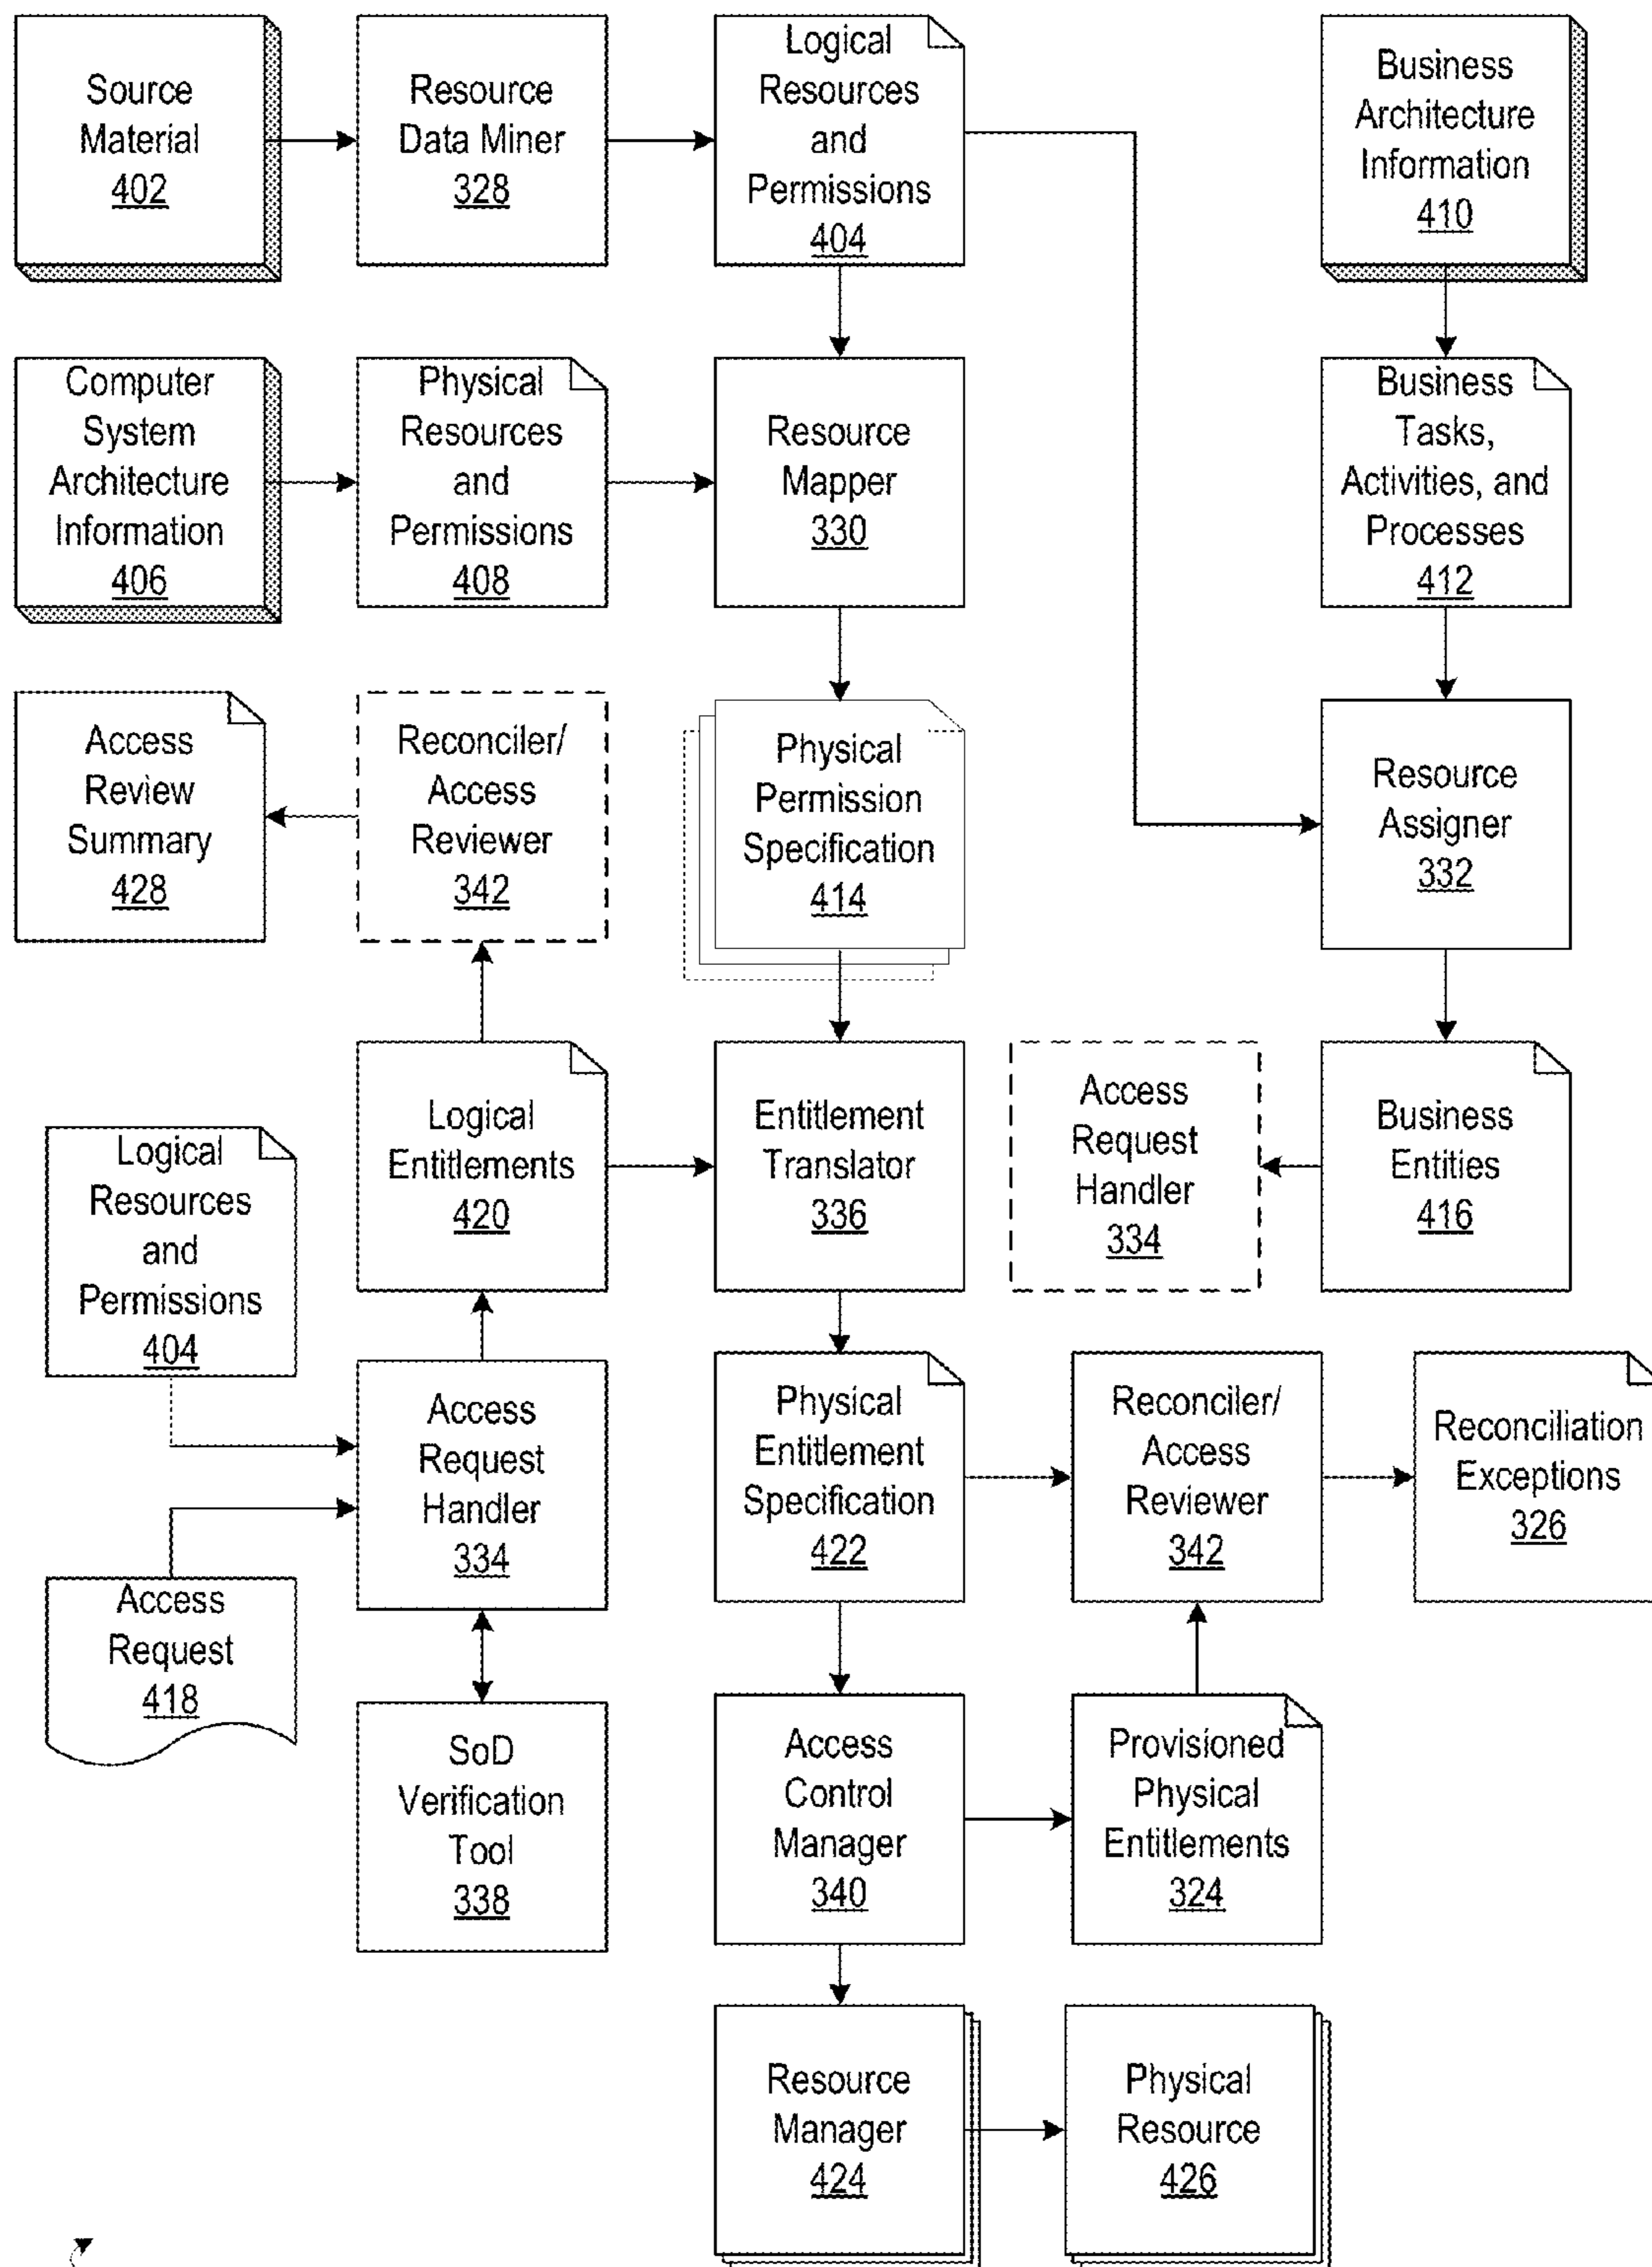 Source
Material
402
Resource
Data Miner
328
Logical
Resources
and
Permissions
404
Business
Architecture
Information
410
Computer
System
Architecture
Information
406
Physical
Resources
and
Permissions
408
Resource
Mapper
330
Business
Tasks,
Activities, and
Processes
412
Access
Review
Summary
428
Reconciler/
Access
Reviewer
342
Physical
Permission
Specification
414
Resource
Assigner
332
Logical
Resources
and
Permissions
404
Logical
Entitlements
420
Entitlement
Translator
336
Access
Request
Handler
334
Business
Entities
416
Access
Request
418
Access
Request
Handler
334
Physical
Entitlement
Specification
422
Reconciler/
Access
Reviewer
342
Reconciliation
Exceptions
326
SoD
Verification
Tool
338
Access
Control
Manager
340
Provisioned
Physical
Entitlements
324
Resource
Manager
424
Physical
Resource
426